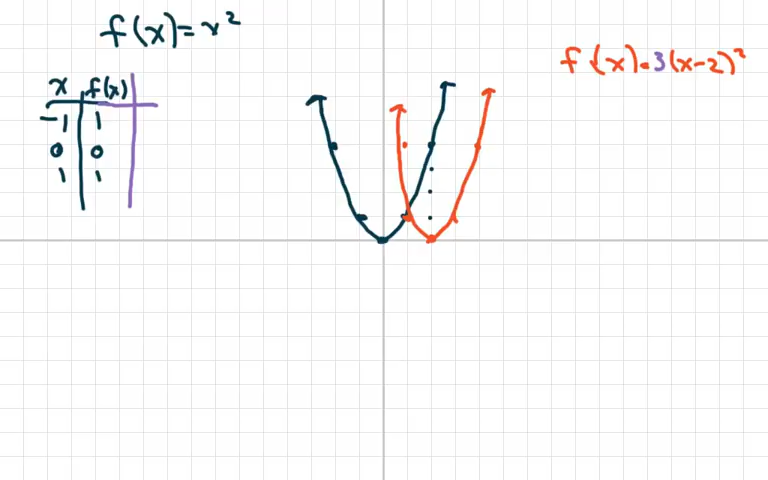 f(x)=x²
f(x)=3(x-2)²
x f(x)
-1 1
0 0
1 1